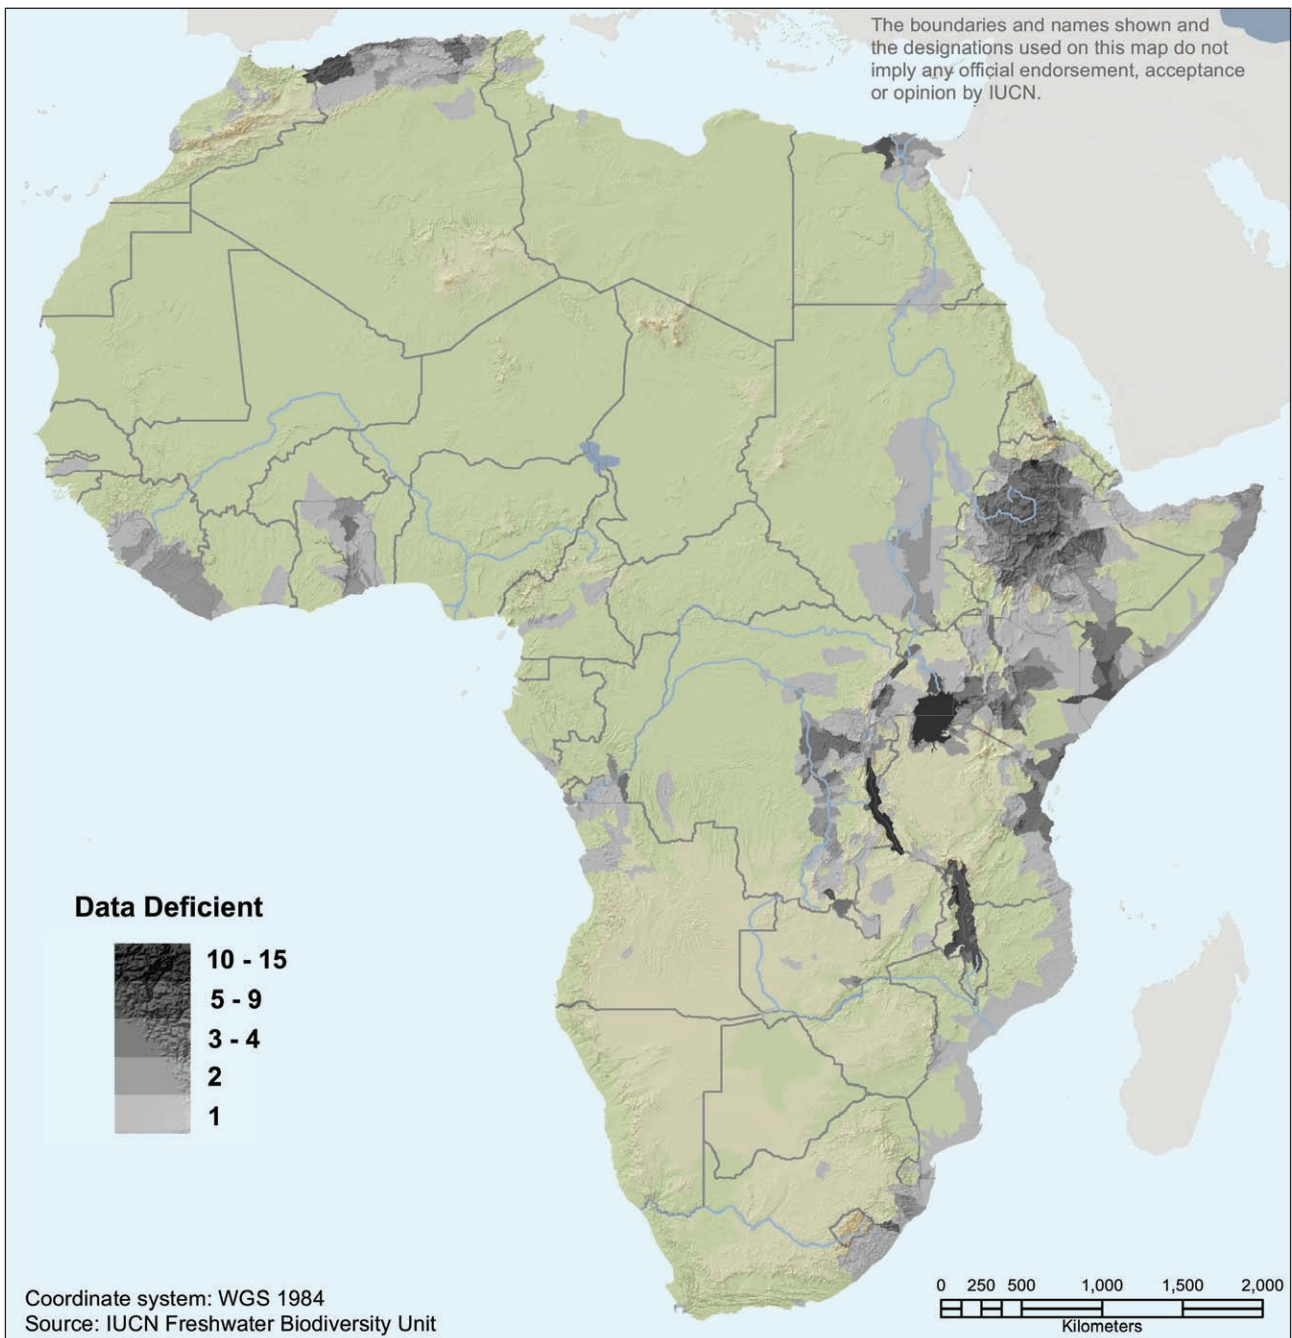 The boundaries and names shown and
the designations used on this map do not
imply any official endorsement, acceptance
or opinion by IUCN.
Data Deficient
10 - 15
5 - 9
3 - 4
2
1
Coordinate system: WGS 1984
Source: IUCN Freshwater Biodiversity Unit
0 250 500 1,000 1,500 2,000
Kilometers